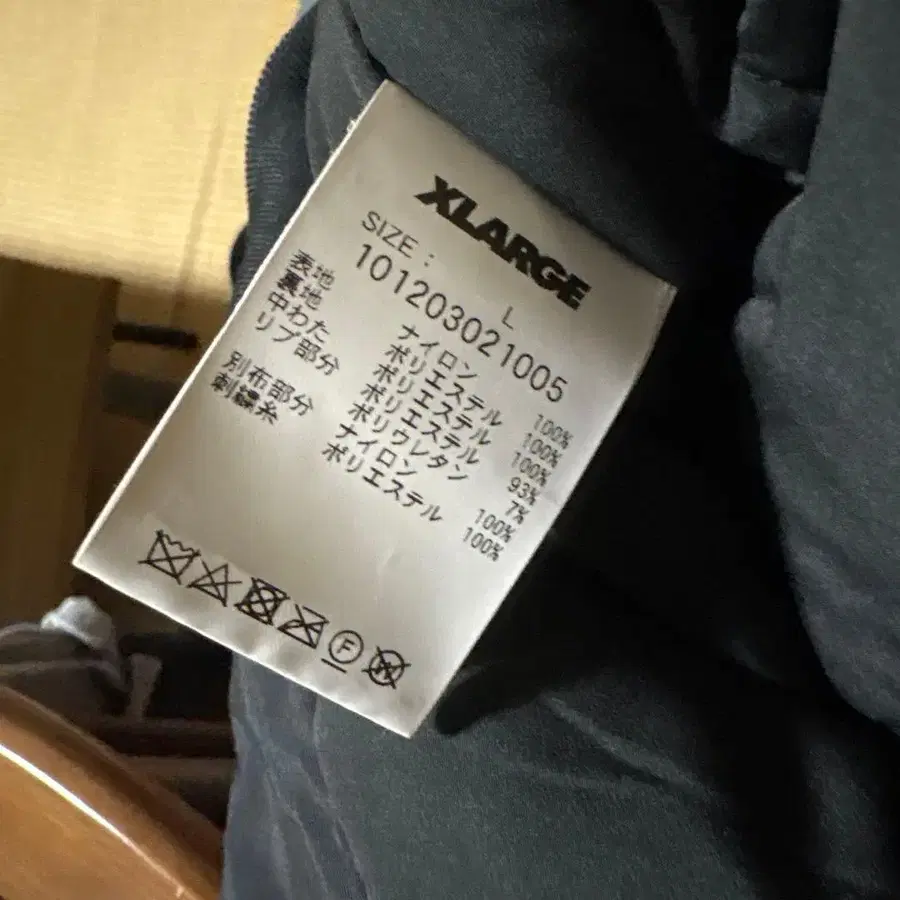 XLARGE
SIZE : L
101203021005
表地 ナイロン 100%
裏地 ポリエステル 100%
中わた ポリエステル 100%
リブ部分 ポリエステル 93%
ポリウレタン 7%
別布部分 ナイロン 100%
刺繍糸 ポリエステル 100%
F W